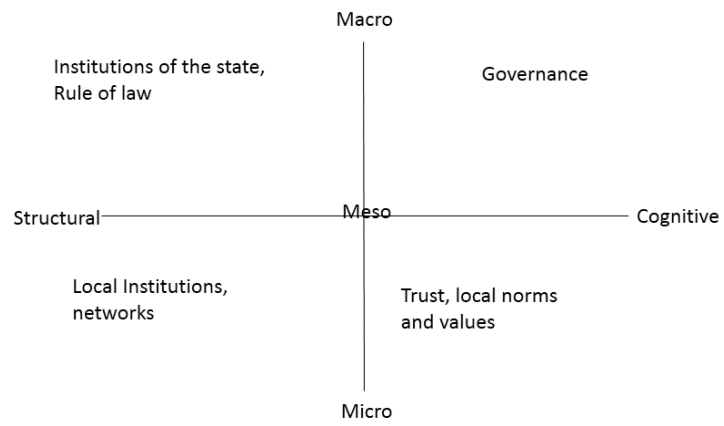 Macro
Institutions of the state,
Rule of law
Governance
Structural
Meso
Cognitive
Local Institutions,
networks
Trust, local norms
and values
Micro